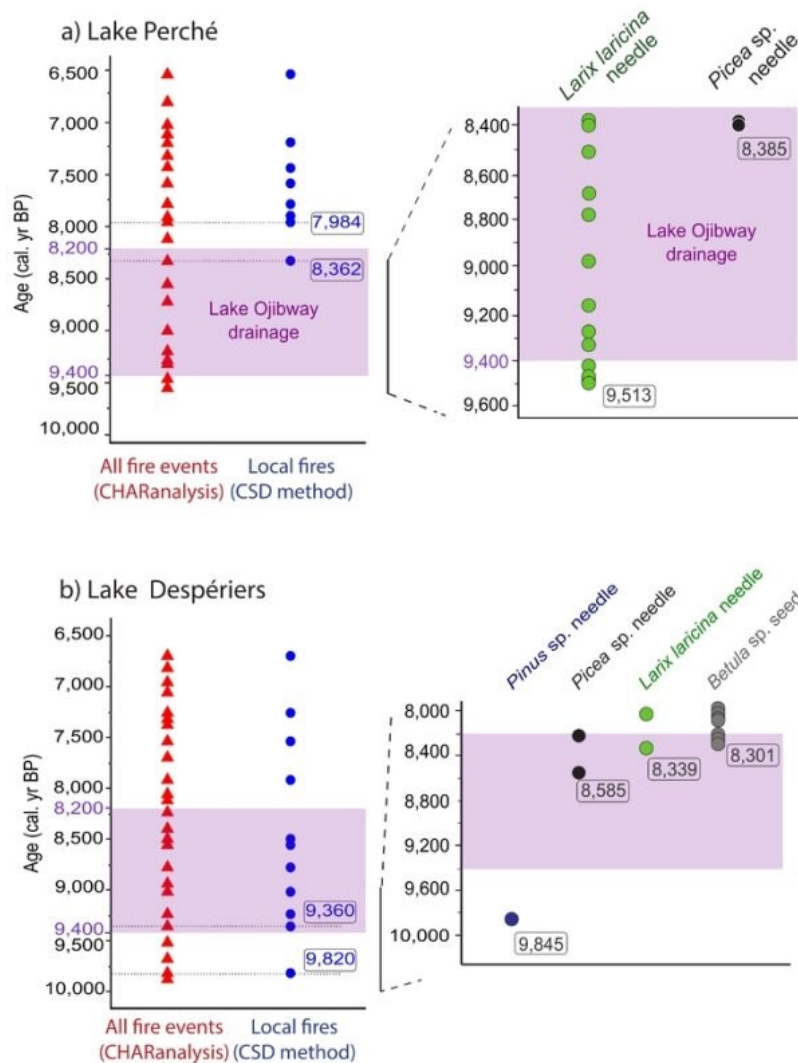 a) Lake Perché
Age (cal. yr BP)
6,500
7,000
7,500
8,000
8,200
8,500
9,000
9,400
9,500
10,000
7,984
8,362
Lake Ojibway
drainage
All fire events
(CHARanalysis)
Local fires
(CSD method)
Larix laricina
needle
Picea sp.
needle
8,400
8,600
8,800
9,000
9,200
9,400
9,600
8,385
Lake Ojibway
drainage
9,513
b) Lake Despériers
Age (cal. yr BP)
6,500
7,000
7,500
8,000
8,200
8,500
9,000
9,400
9,500
10,000
9,360
9,820
All fire events
(CHARanalysis)
Local fires
(CSD method)
Pinus sp. needle
Picea sp. needle
Larix laricina needle
Betula sp. seed
8,000
8,400
8,800
9,200
9,600
10,000
8,585
8,339
8,301
9,845